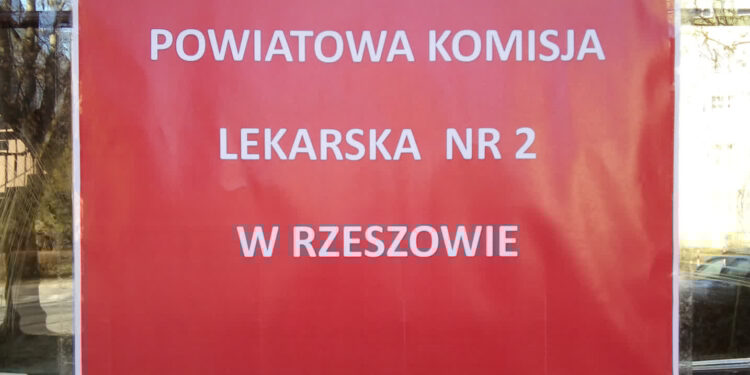 POWIATOWA KOMISJA
LEKARSKA NR 2
W RZESZOWIE